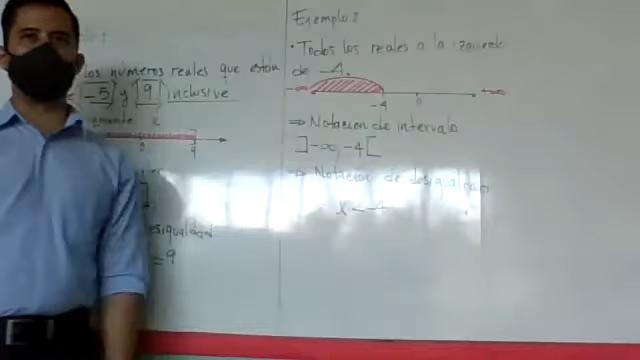 los números reales que están
-5 y 9 inclusive
0
9
= 9
Ejemplo 2
• Todos los reales a la izquierda
de -4.
-∞ +∞
-4 0
⇒ Notación de intervalo
]-∞, -4[
⇒ Notación de desigualdad
x < -4